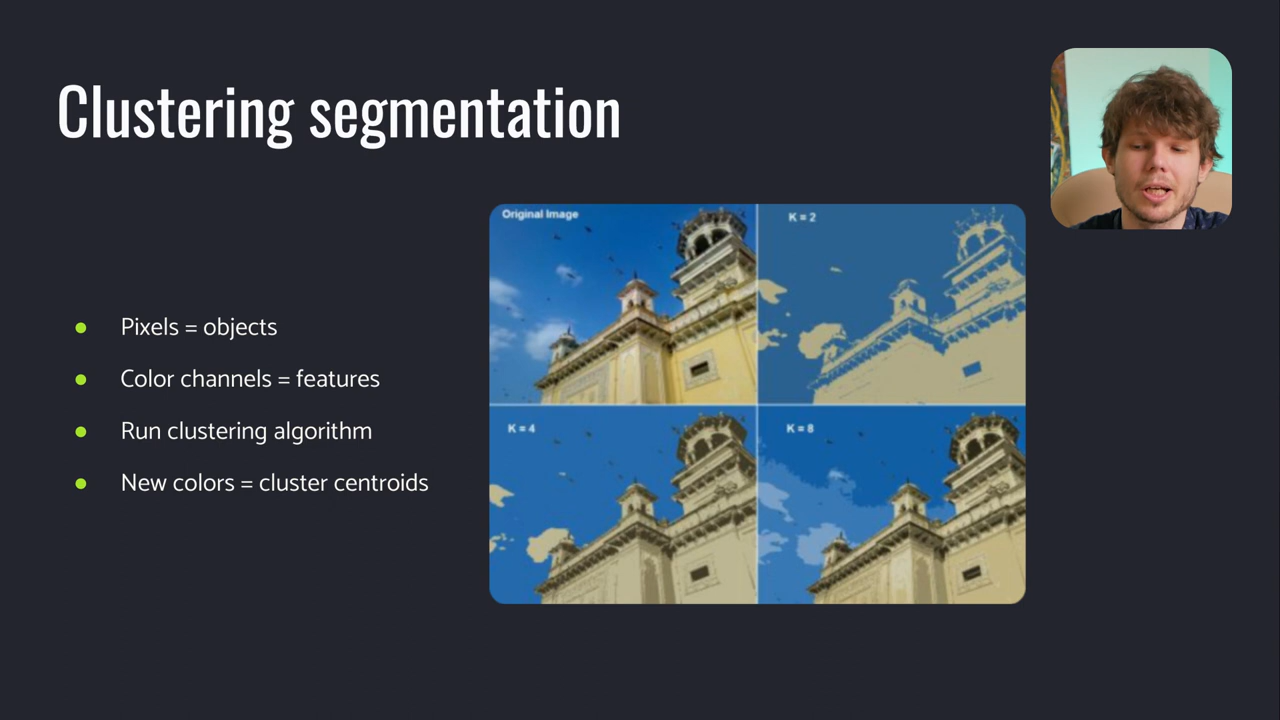 Clustering segmentation
Pixels = objects
Color channels = features
Run clustering algorithm
New colors = cluster centroids
Original Image
K = 2
K = 4
K = 8